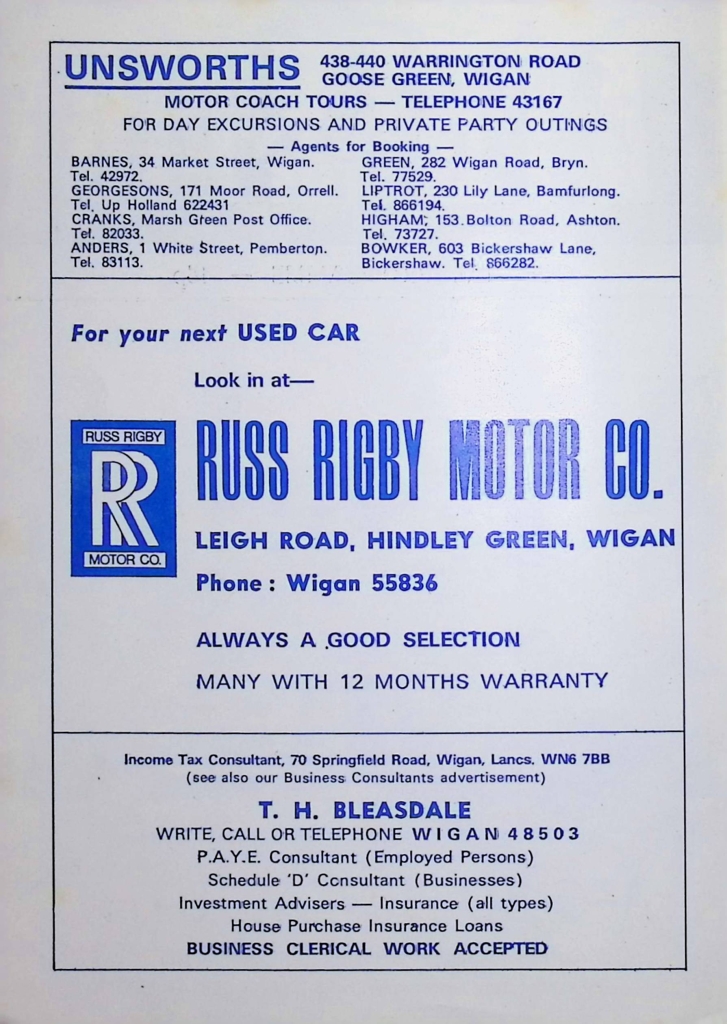 UNSWORTHS
438-440 WARRINGTON ROAD
GOOSE GREEN, WIGAN
MOTOR COACH TOURS — TELEPHONE 43167
FOR DAY EXCURSIONS AND PRIVATE PARTY OUTINGS
— Agents for Booking —
BARNES, 34 Market Street, Wigan.
Tel. 42972.
GEORGESONS, 171 Moor Road, Orrell.
Tel. Up Holland 622431
CRANKS, Marsh Green Post Office.
Tel. 82033.
ANDERS, 1 White Street, Pemberton.
Tel. 83113.
GREEN, 282 Wigan Road, Bryn.
Tel. 77529.
LIPTROT, 230 Lily Lane, Bamfurlong.
Tel. 866194.
HIGHAM, 153 Bolton Road, Ashton.
Tel. 73727.
BOWKER, 603 Bickershaw Lane,
Bickershaw. Tel. 866282.
For your next USED CAR
Look in at—
RUSS RIGBY
RR
MOTOR CO.
RUSS RIGBY MOTOR CO.
LEIGH ROAD, HINDLEY GREEN, WIGAN
Phone : Wigan 55836
ALWAYS A GOOD SELECTION
MANY WITH 12 MONTHS WARRANTY
Income Tax Consultant, 70 Springfield Road, Wigan, Lancs. WN6 7BB
(see also our Business Consultants advertisement)
T. H. BLEASDALE
WRITE, CALL OR TELEPHONE WIGAN 48503
P.A.Y.E. Consultant (Employed Persons)
Schedule 'D' Consultant (Businesses)
Investment Advisers — Insurance (all types)
House Purchase Insurance Loans
BUSINESS CLERICAL WORK ACCEPTED